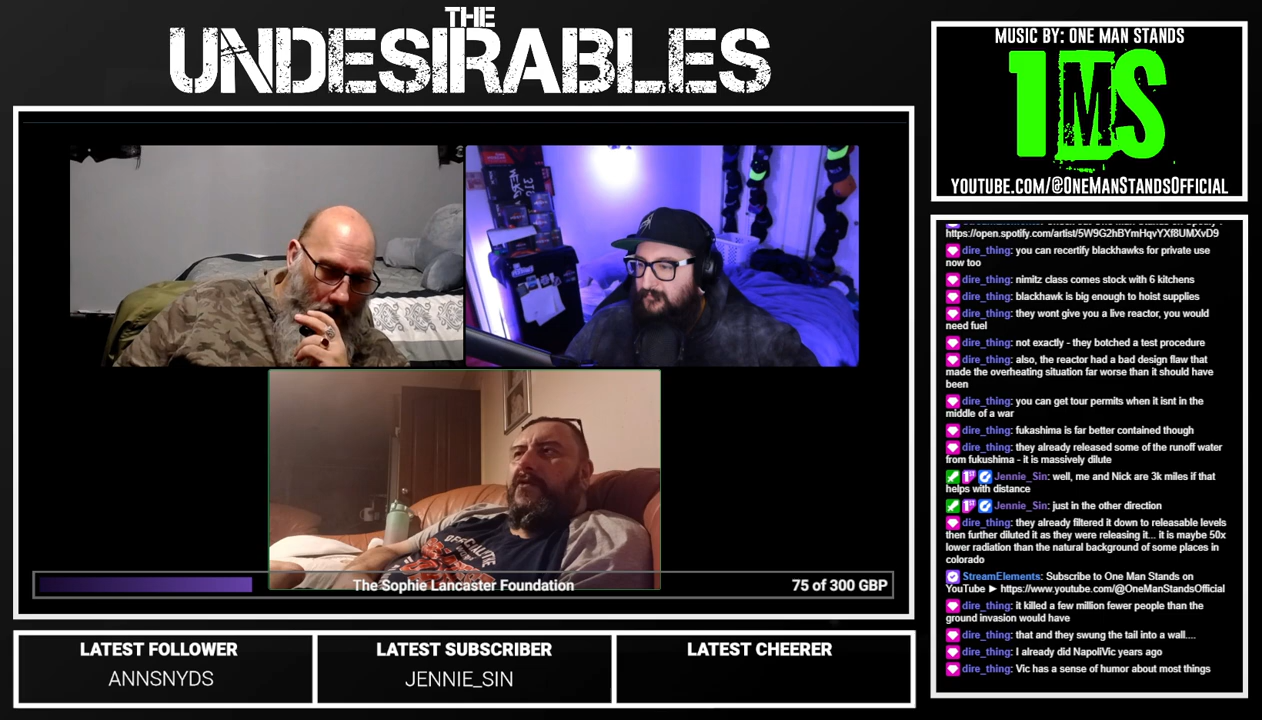 THE
UNDESIRABLES
MUSIC BY: ONE MAN STANDS
1MS
YOUTUBE.COM/@ONEMANSTANDSOFFICIAL
The Sophie Lancaster Foundation
75 of 300 GBP
LATEST FOLLOWER
ANNSNYDS
LATEST SUBSCRIBER
JENNIE_SIN
LATEST CHEERER
https://open.spotify.com/artist/5W9G2hBYmHqvYXf8UMXvD9
dire_thing: you can recertify blackhawks for private use
now too
dire_thing: nimitz class comes stock with 6 kitchens
dire_thing: blackhawk is big enough to hoist supplies
dire_thing: they wont give you a live reactor, you would
need fuel
dire_thing: not exactly - they botched a test procedure
dire_thing: also, the reactor had a bad design flaw that
made the overheating situation far worse than it should have
been
dire_thing: you can get tour permits when it isnt in the
middle of a war
dire_thing: fukashima is far better contained though
dire_thing: they already released some of the runoff water
from fukushima - it is massively dilute
Jennie_Sin: well, me and Nick are 3k miles if that
helps with distance
Jennie_Sin: just in the other direction
dire_thing: they already filtered it down to releasable levels
then further diluted it as they were releasing it... it is maybe 50x
lower radiation than the natural background of some places in
colorado
StreamElements: Subscribe to One Man Stands on
YouTube ► https://www.youtube.com/@OneManStandsOfficial
dire_thing: it killed a few million fewer people than the
ground invasion would have
dire_thing: that and they swung the tail into a wall....
dire_thing: I already did NapoliVic years ago
dire_thing: Vic has a sense of humor about most things